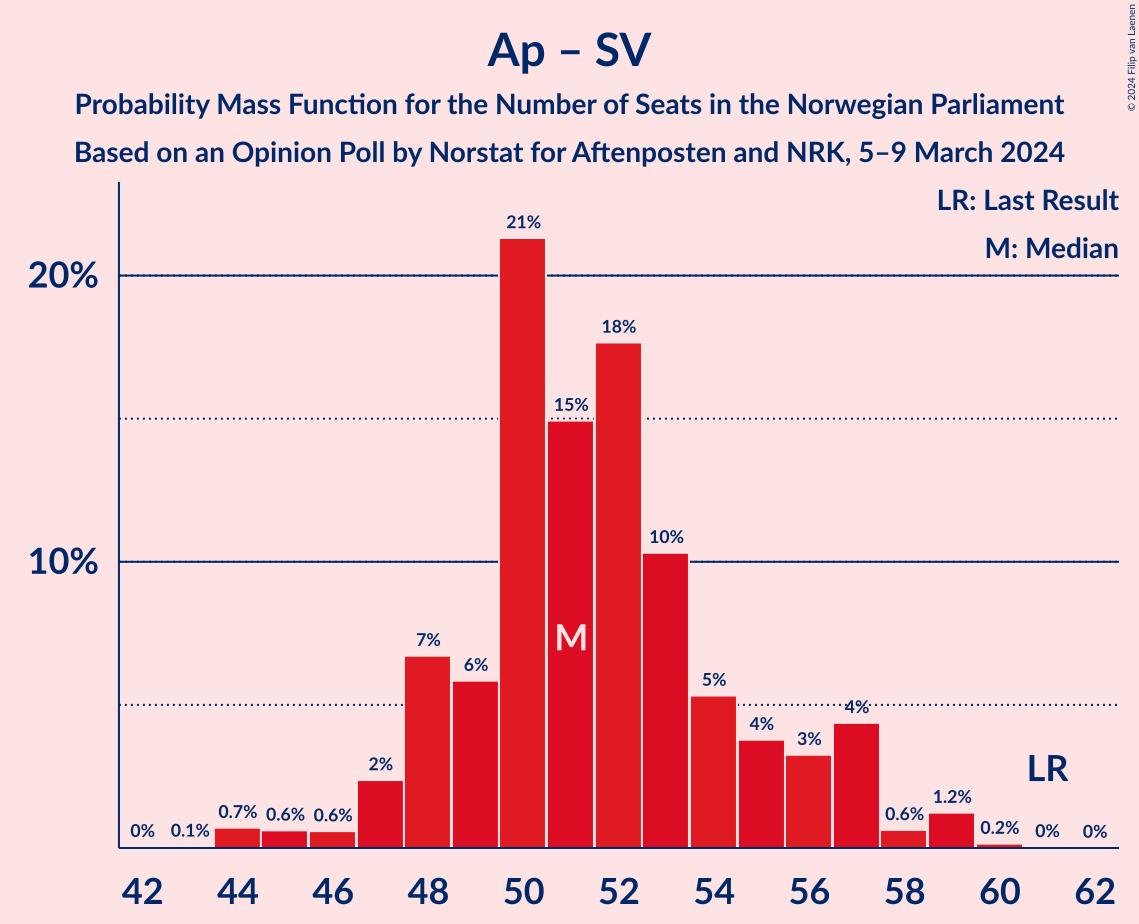 Ap – SV
Probability Mass Function for the Number of Seats in the Norwegian Parliament
Based on an Opinion Poll by Norstat for Aftenposten and NRK, 5–9 March 2024
© 2024 Filip van Laenen
LR: Last Result
M: Median
20%
10%
0%
0.1%
0.7%
0.6%
0.6%
2%
7%
6%
21%
15%
18%
10%
5%
4%
3%
4%
0.6%
1.2%
0.2%
0%
0%
M
LR
42 44 46 48 50 52 54 56 58 60 62